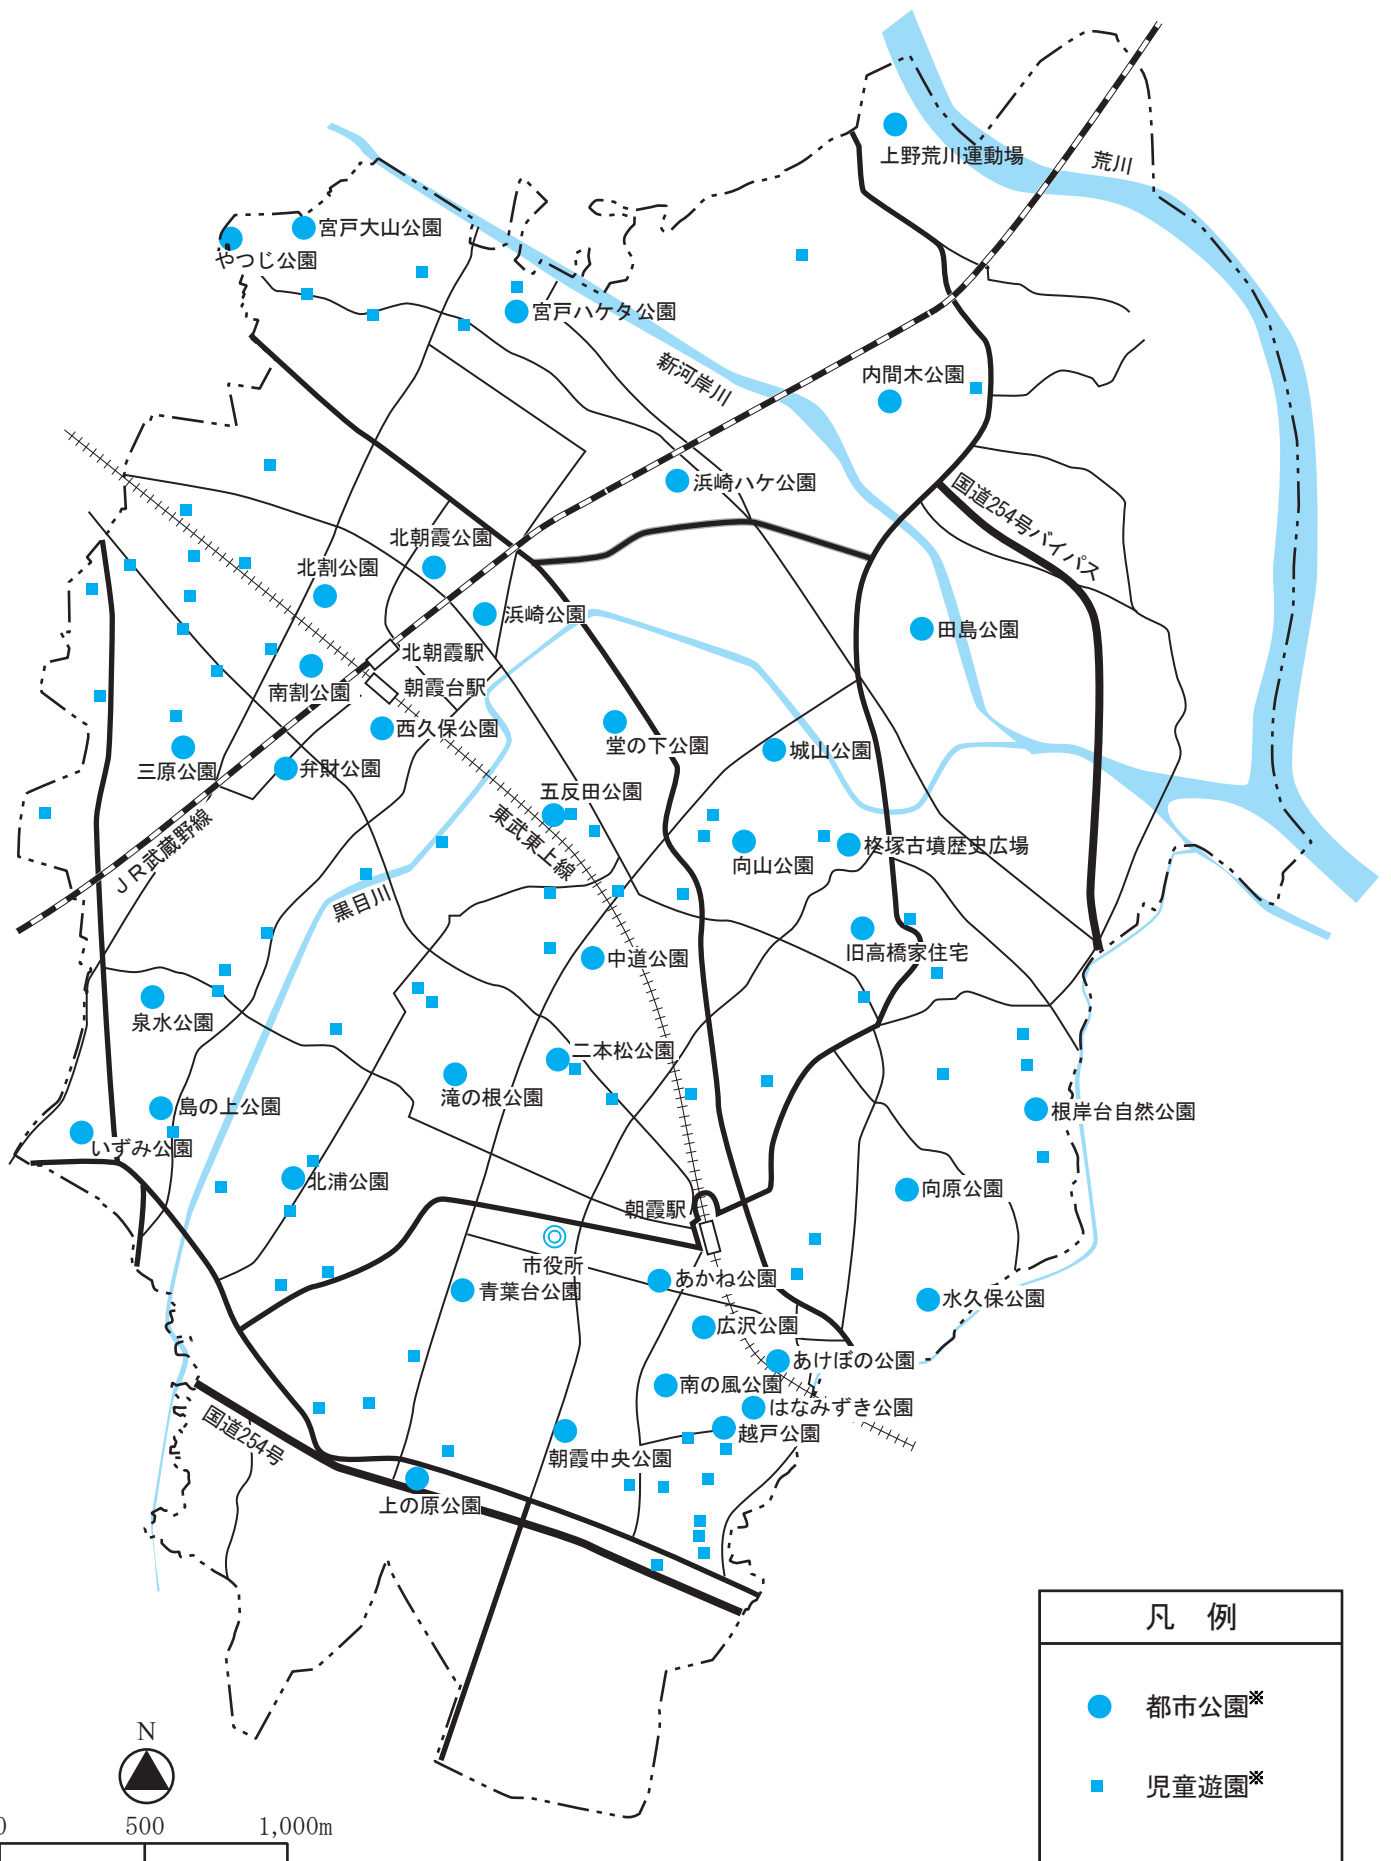 上野荒川運動場
荒川
宮戸大山公園
やつじ公園
宮戸ハケタ公園
新河岸川
内間木公園
浜崎ハケ公園
国道254号バイパス
北朝霞公園
北割公園
浜崎公園
田島公園
北朝霞駅
南割公園
朝霞台駅
西久保公園
堂の下公園
城山公園
三原公園
弁財公園
五反田公園
東武東上線
JR武蔵野線
向山公園
柊塚古墳歴史広場
黒目川
旧高橋家住宅
中道公園
泉水公園
二本松公園
滝の根公園
島の上公園
根岸台自然公園
いずみ公園
北浦公園
向原公園
朝霞駅
市役所
あかね公園
青葉台公園
水久保公園
広沢公園
あけぼの公園
南の風公園
はなみずき公園
国道254号
越戸公園
朝霞中央公園
上の原公園
凡 例
都市公園※
児童遊園※
N
0 500 1,000m